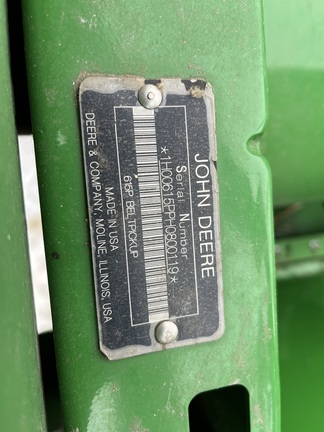 JOHN DEERE
Serial Number
*1H00615PPH0800119*
615P BELTPICKUP
MADE IN USA
DEERE & COMPANY, MOLINE, ILLINOIS, USA